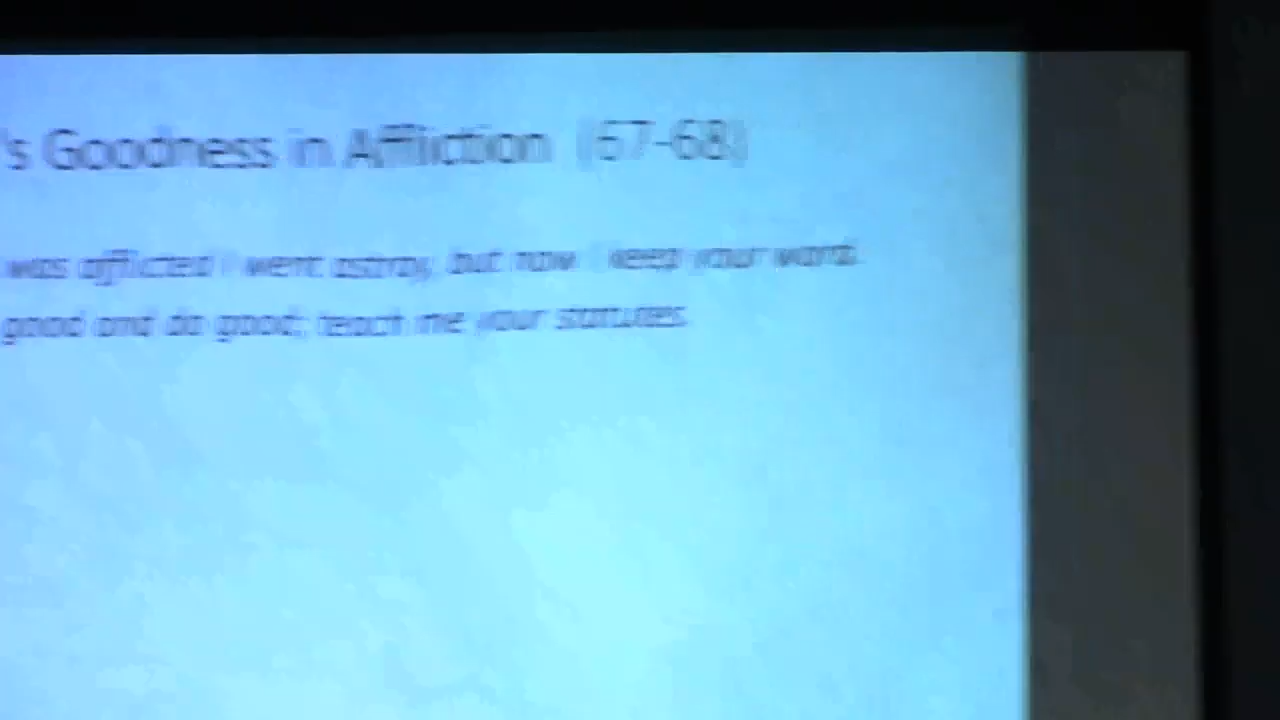 's Goodness in Affliction (67-68)
was afflicted I went astray, but now I keep your word.
good and do good; teach me your statutes.